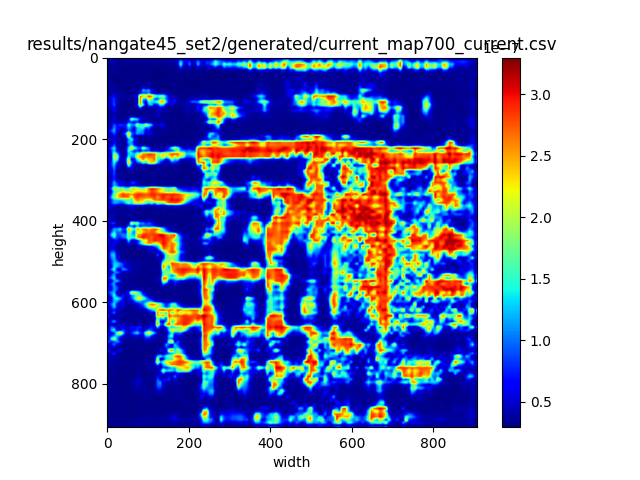 results/nangate45_set2/generated/current_map700_current.csv
1e−7
0
200
400
600
800
height
0 200 400 600 800
width
3.0
2.5
2.0
1.5
1.0
0.5